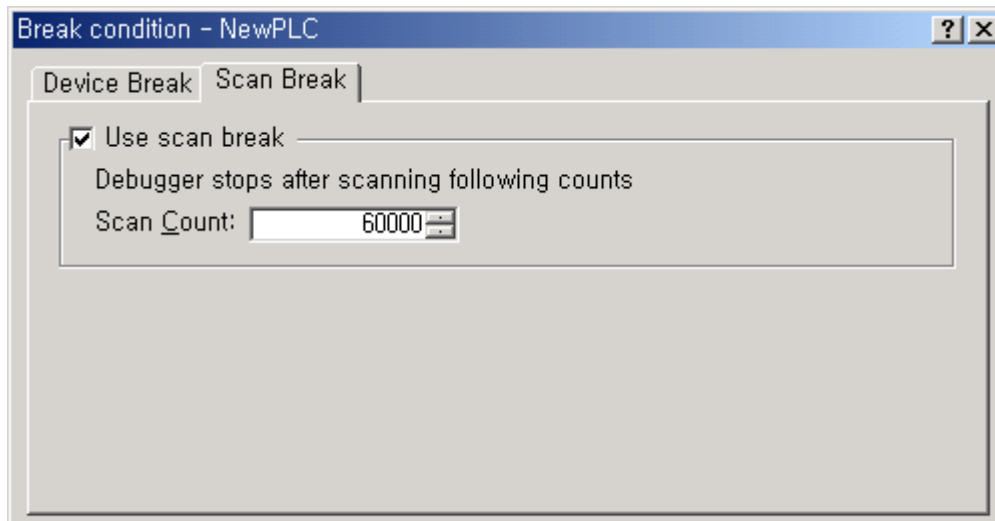 Break condition - NewPLC
Device Break Scan Break
Use scan break
Debugger stops after scanning following counts
Scan Count: 60000